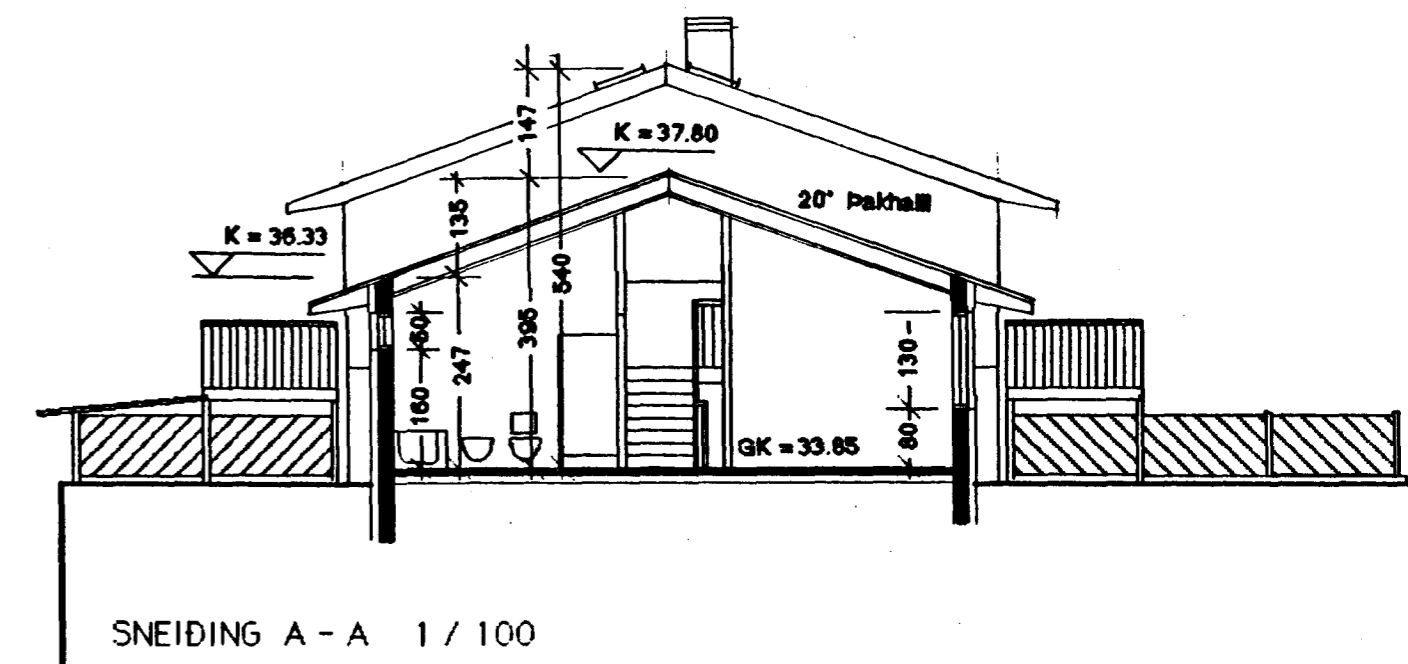 147
K = 37.80
20° Þakhalli
135
K = 36.33
540
395
60
247
160
130
80
GK = 33.85
SNEIÐING A - A 1 / 100